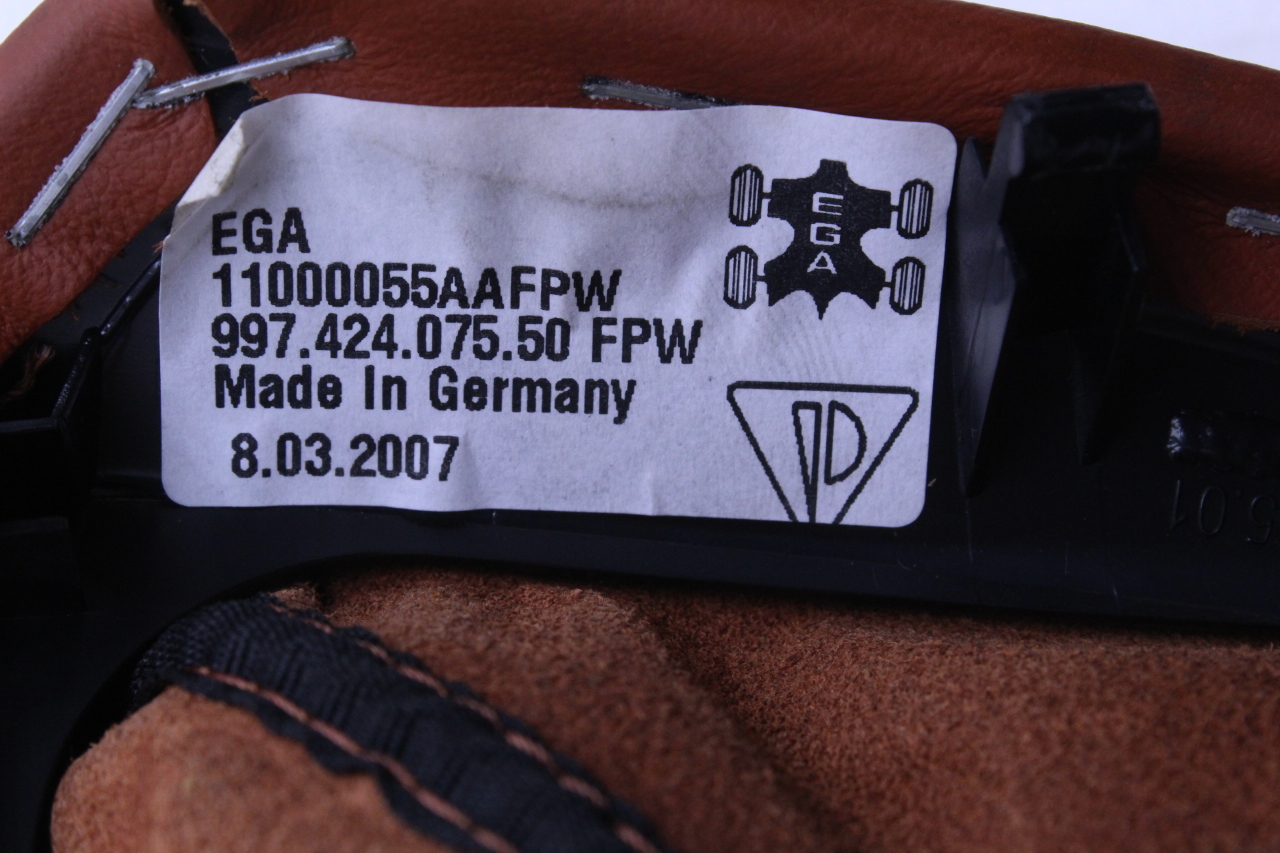 EGA
11000055AAFPW
997.424.075.50 FPW
Made In Germany
8.03.2007
EGA